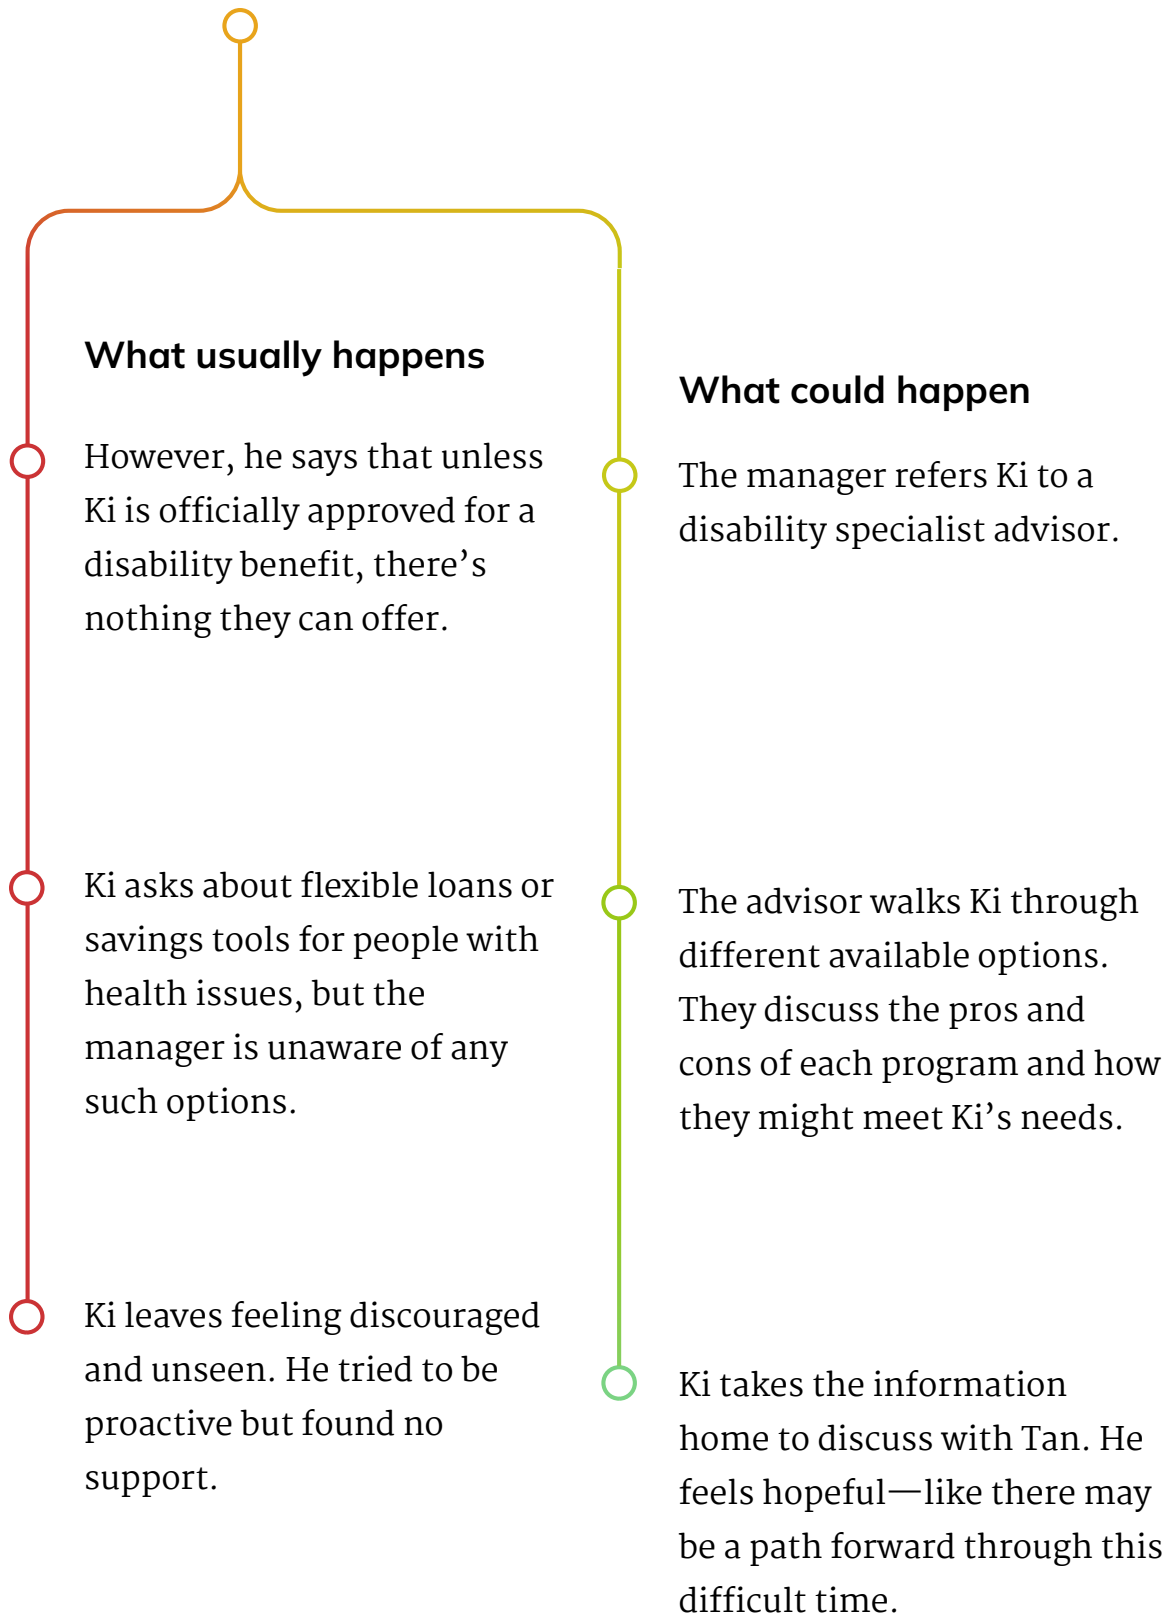 What usually happens
However, he says that unless
Ki is officially approved for a
disability benefit, there’s
nothing they can offer.
Ki asks about flexible loans or
savings tools for people with
health issues, but the
manager is unaware of any
such options.
Ki leaves feeling discouraged
and unseen. He tried to be
proactive but found no
support.
What could happen
The manager refers Ki to a
disability specialist advisor.
The advisor walks Ki through
different available options.
They discuss the pros and
cons of each program and how
they might meet Ki’s needs.
Ki takes the information
home to discuss with Tan. He
feels hopeful—like there may
be a path forward through this
difficult time.